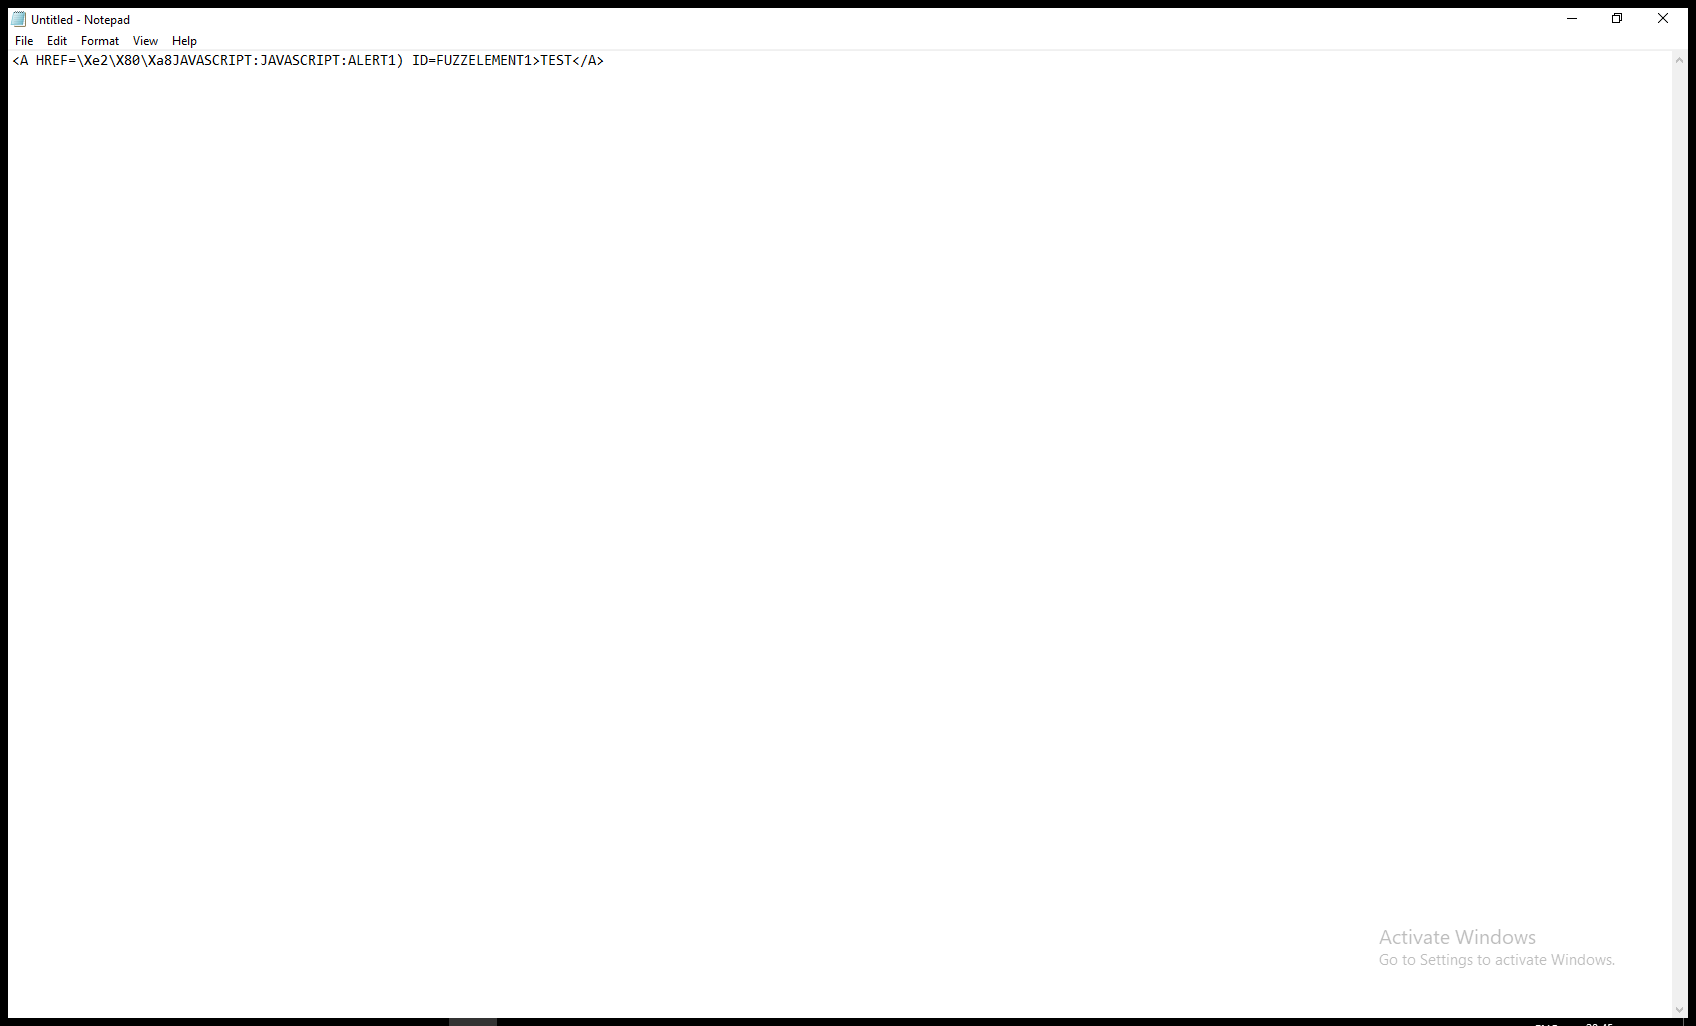 Untitled - Notepad
File Edit Format View Help
<A HREF=\Xe2\X80\Xa8JAVASCRIPT:JAVASCRIPT:ALERT1) ID=FUZZELEMENT1>TEST</A>
Activate Windows
Go to Settings to activate Windows.